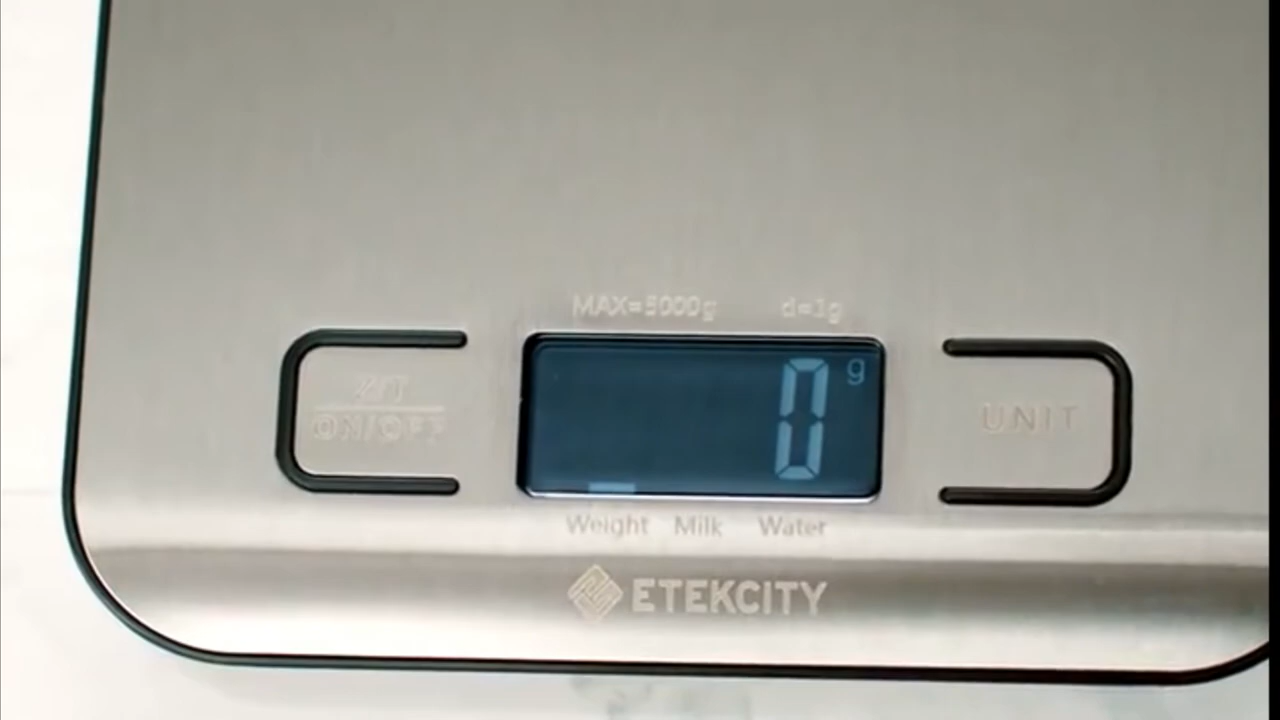 MAX=5000g d=1g
0 g
Z/T
ON/OFF
UNIT
Weight Milk Water
ETEKCITY